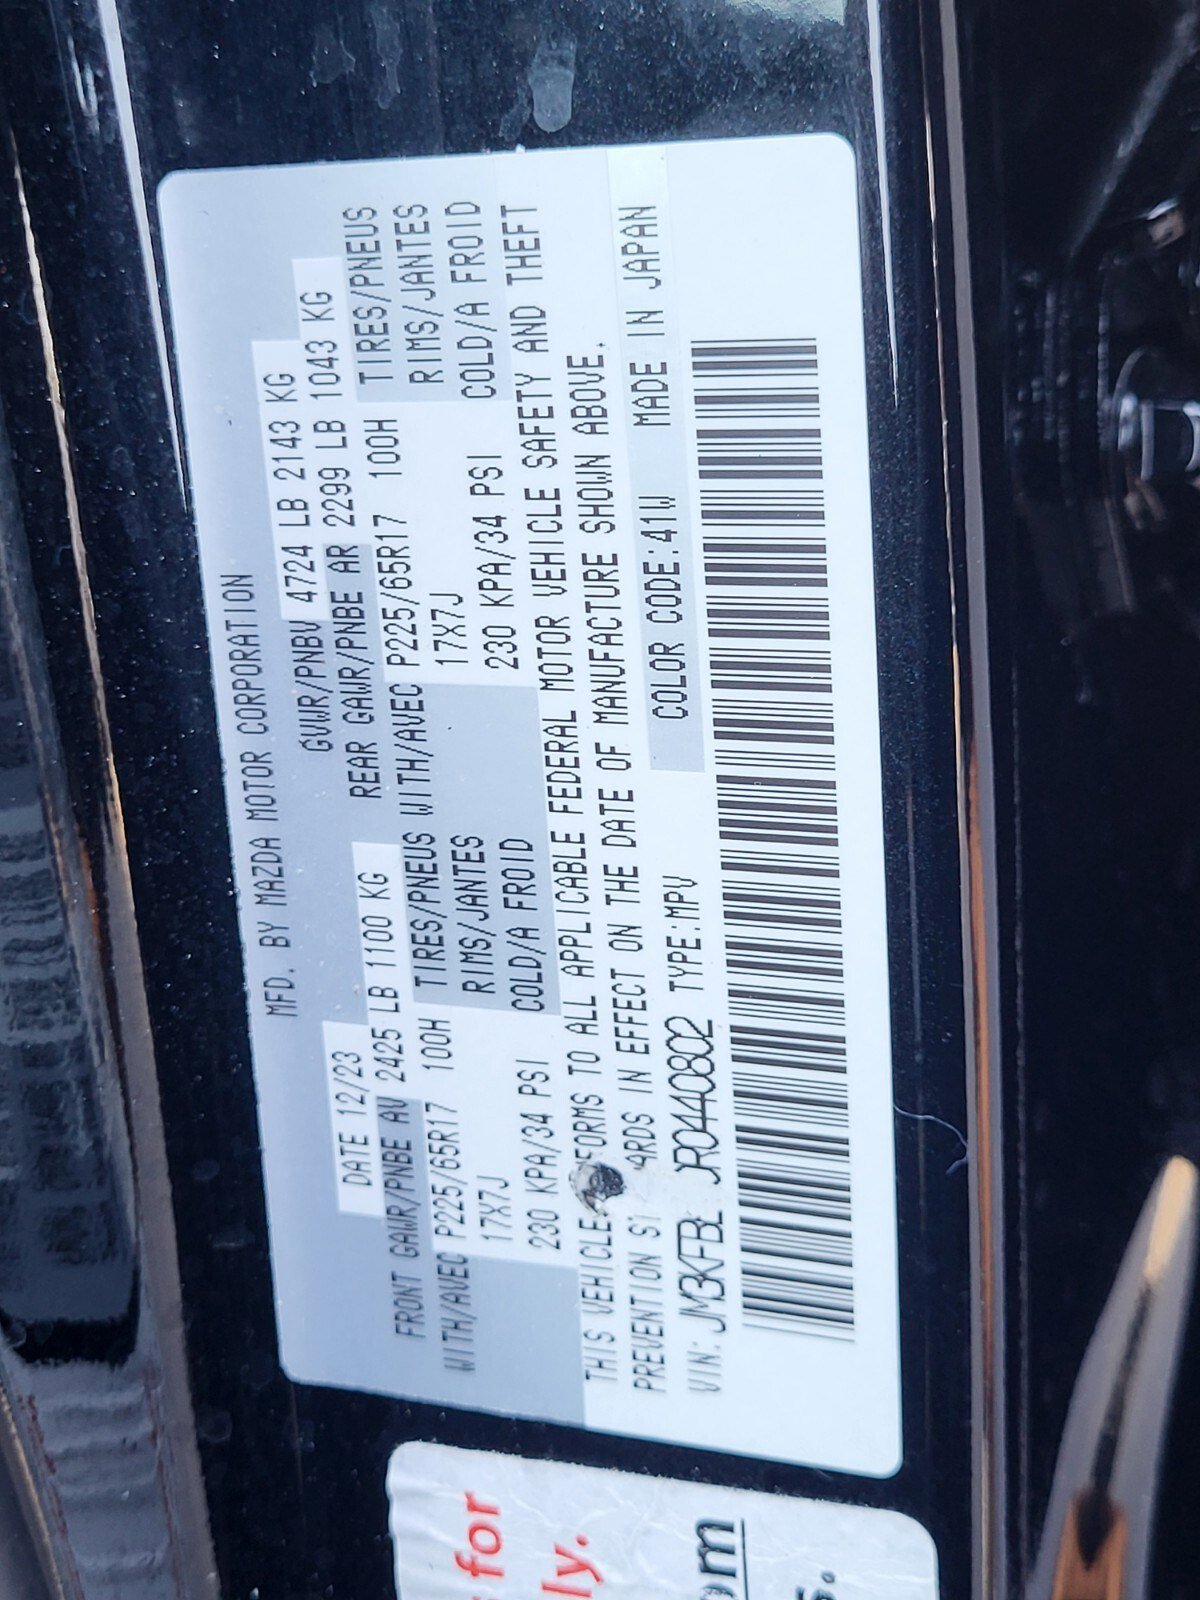 MFD. BY MAZDA MOTOR CORPORATION
DATE 12/23 GVWR/PNBV 4724 LB 2143 KG
FRONT GAWR/PNBE AV 2425 LB 1100 KG REAR GAWR/PNBE AR 2299 LB 1043 KG
WITH/AVEC P225/65R17 100H TIRES/PNEUS WITH/AVEC P225/65R17 100H TIRES/PNEUS
17X7J RIMS/JANTES 17X7J RIMS/JANTES
230 KPA/34 PSI COLD/A FROID 230 KPA/34 PSI COLD/A FROID
THIS VEHICLE TO ALL APPLICABLE FEDERAL MOTOR VEHICLE SAFETY AND THEFT
PREVENTION IN EFFECT ON THE DATE OF MANUFACTURE SHOWN ABOVE.
VIN: TYPE:MPV COLOR CODE:41W MADE IN JAPAN
for